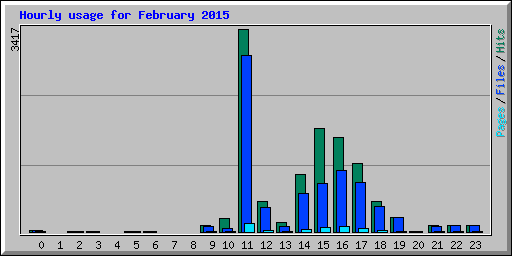 Hourly usage for February 2015
3417
Pages / Files / Hits
0 1 2 3 4 5 6 7 8 9 10 11 12 13 14 15 16 17 18 19 20 21 22 23